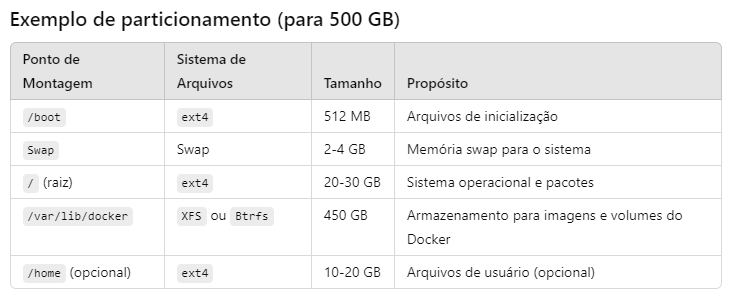 Exemplo de particionamento (para 500 GB)
Ponto de Montagem | Sistema de Arquivos | Tamanho | Propósito
/boot | ext4 | 512 MB | Arquivos de inicialização
Swap | Swap | 2-4 GB | Memória swap para o sistema
/ (raiz) | ext4 | 20-30 GB | Sistema operacional e pacotes
/var/lib/docker | XFS ou Btrfs | 450 GB | Armazenamento para imagens e volumes do Docker
/home (opcional) | ext4 | 10-20 GB | Arquivos de usuário (opcional)